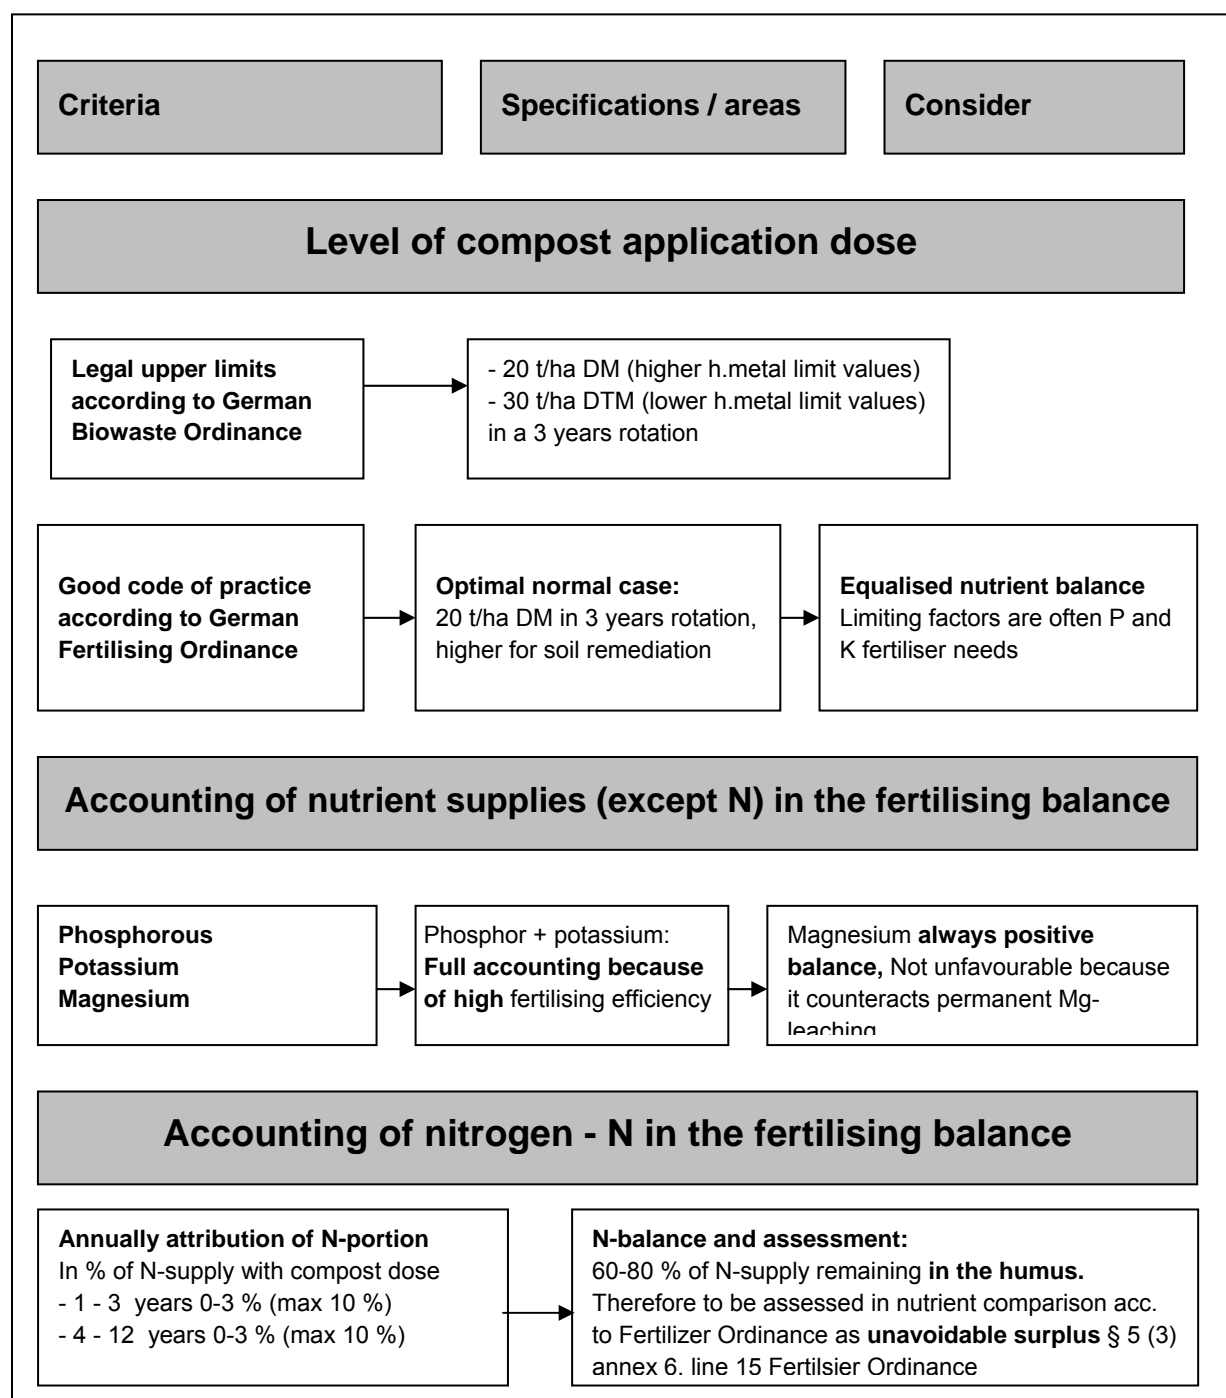 Criteria
Specifications / areas
Consider
Level of compost application dose
Legal upper limits
according to German
Biowaste Ordinance
- 20 t/ha DM (higher h.metal limit values)
- 30 t/ha DTM (lower h.metal limit values)
in a 3 years rotation
Good code of practice
according to German
Fertilising Ordinance
Optimal normal case:
20 t/ha DM in 3 years rotation,
higher for soil remediation
Equalised nutrient balance
Limiting factors are often P and
K fertiliser needs
Accounting of nutrient supplies (except N) in the fertilising balance
Phosphorous
Potassium
Magnesium
Phosphor + potassium:
Full accounting because
of high fertilising efficiency
Magnesium always positive
balance, Not unfavourable because
it counteracts permanent Mg-
leaching
Accounting of nitrogen - N in the fertilising balance
Annually attribution of N-portion
In % of N-supply with compost dose
- 1 - 3  years 0-3 % (max 10 %)
- 4 - 12  years 0-3 % (max 10 %)
N-balance and assessment:
60-80 % of N-supply remaining in the humus.
Therefore to be assessed in nutrient comparison acc.
to Fertilizer Ordinance as unavoidable surplus § 5 (3)
annex 6. line 15 Fertilsier Ordinance